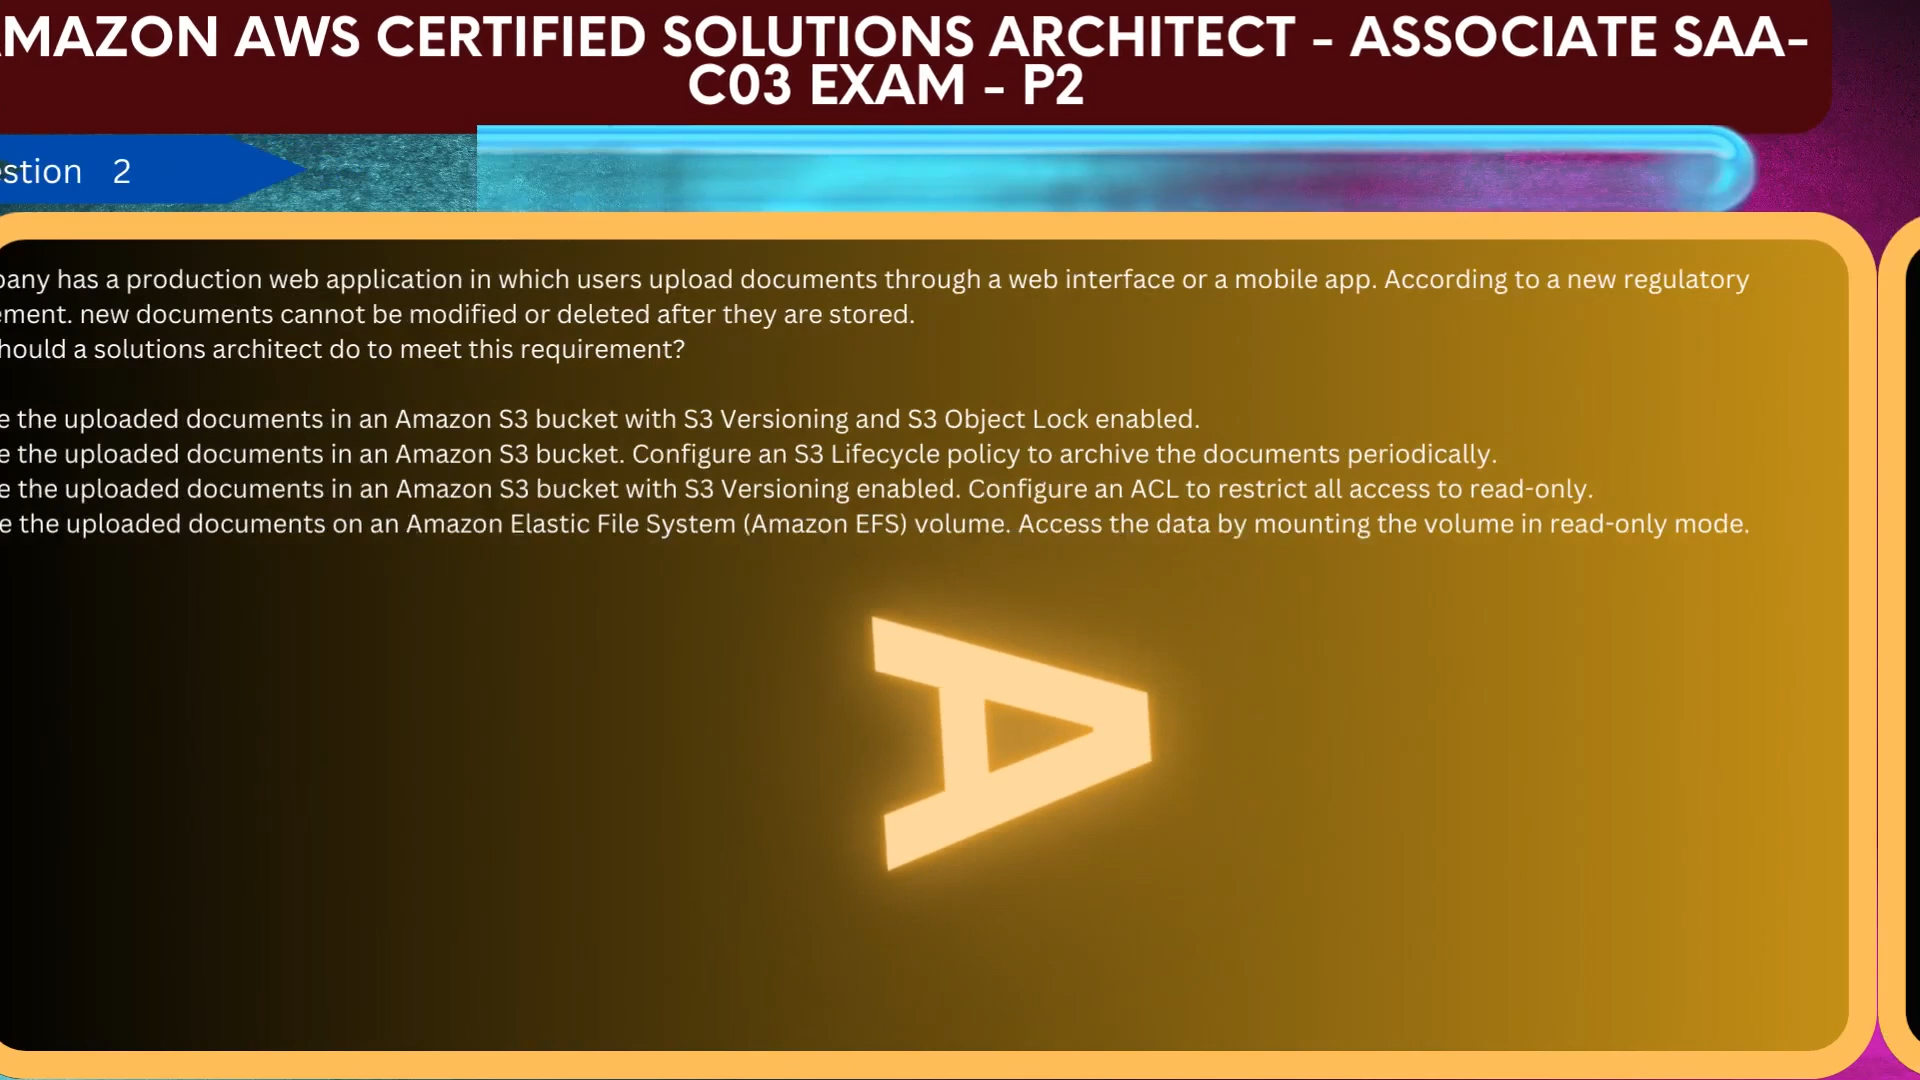 MAZON AWS CERTIFIED SOLUTIONS ARCHITECT - ASSOCIATE SAA-
C03 EXAM - P2
stion 2
pany has a production web application in which users upload documents through a web interface or a mobile app. According to a new regulatory
ement. new documents cannot be modified or deleted after they are stored.
hould a solutions architect do to meet this requirement?
e the uploaded documents in an Amazon S3 bucket with S3 Versioning and S3 Object Lock enabled.
e the uploaded documents in an Amazon S3 bucket. Configure an S3 Lifecycle policy to archive the documents periodically.
e the uploaded documents in an Amazon S3 bucket with S3 Versioning enabled. Configure an ACL to restrict all access to read-only.
e the uploaded documents on an Amazon Elastic File System (Amazon EFS) volume. Access the data by mounting the volume in read-only mode.
A